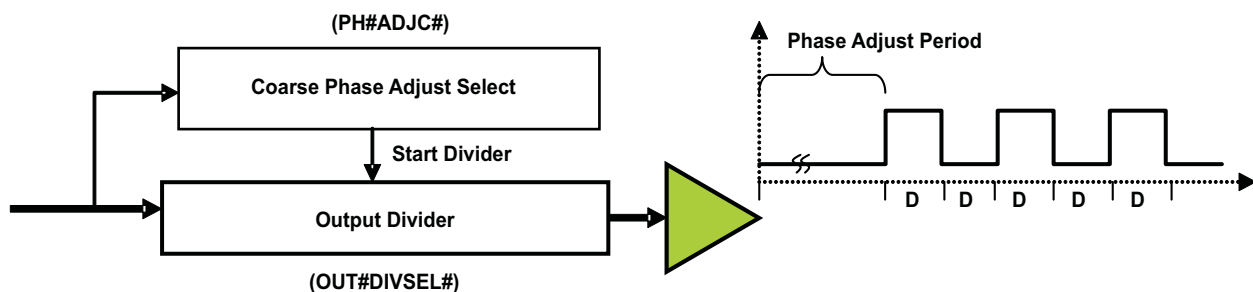 (PH#ADJC#)
Coarse Phase Adjust Select
Start Divider
Output Divider
(OUT#DIVSEL#)
Phase Adjust Period
D D D D D